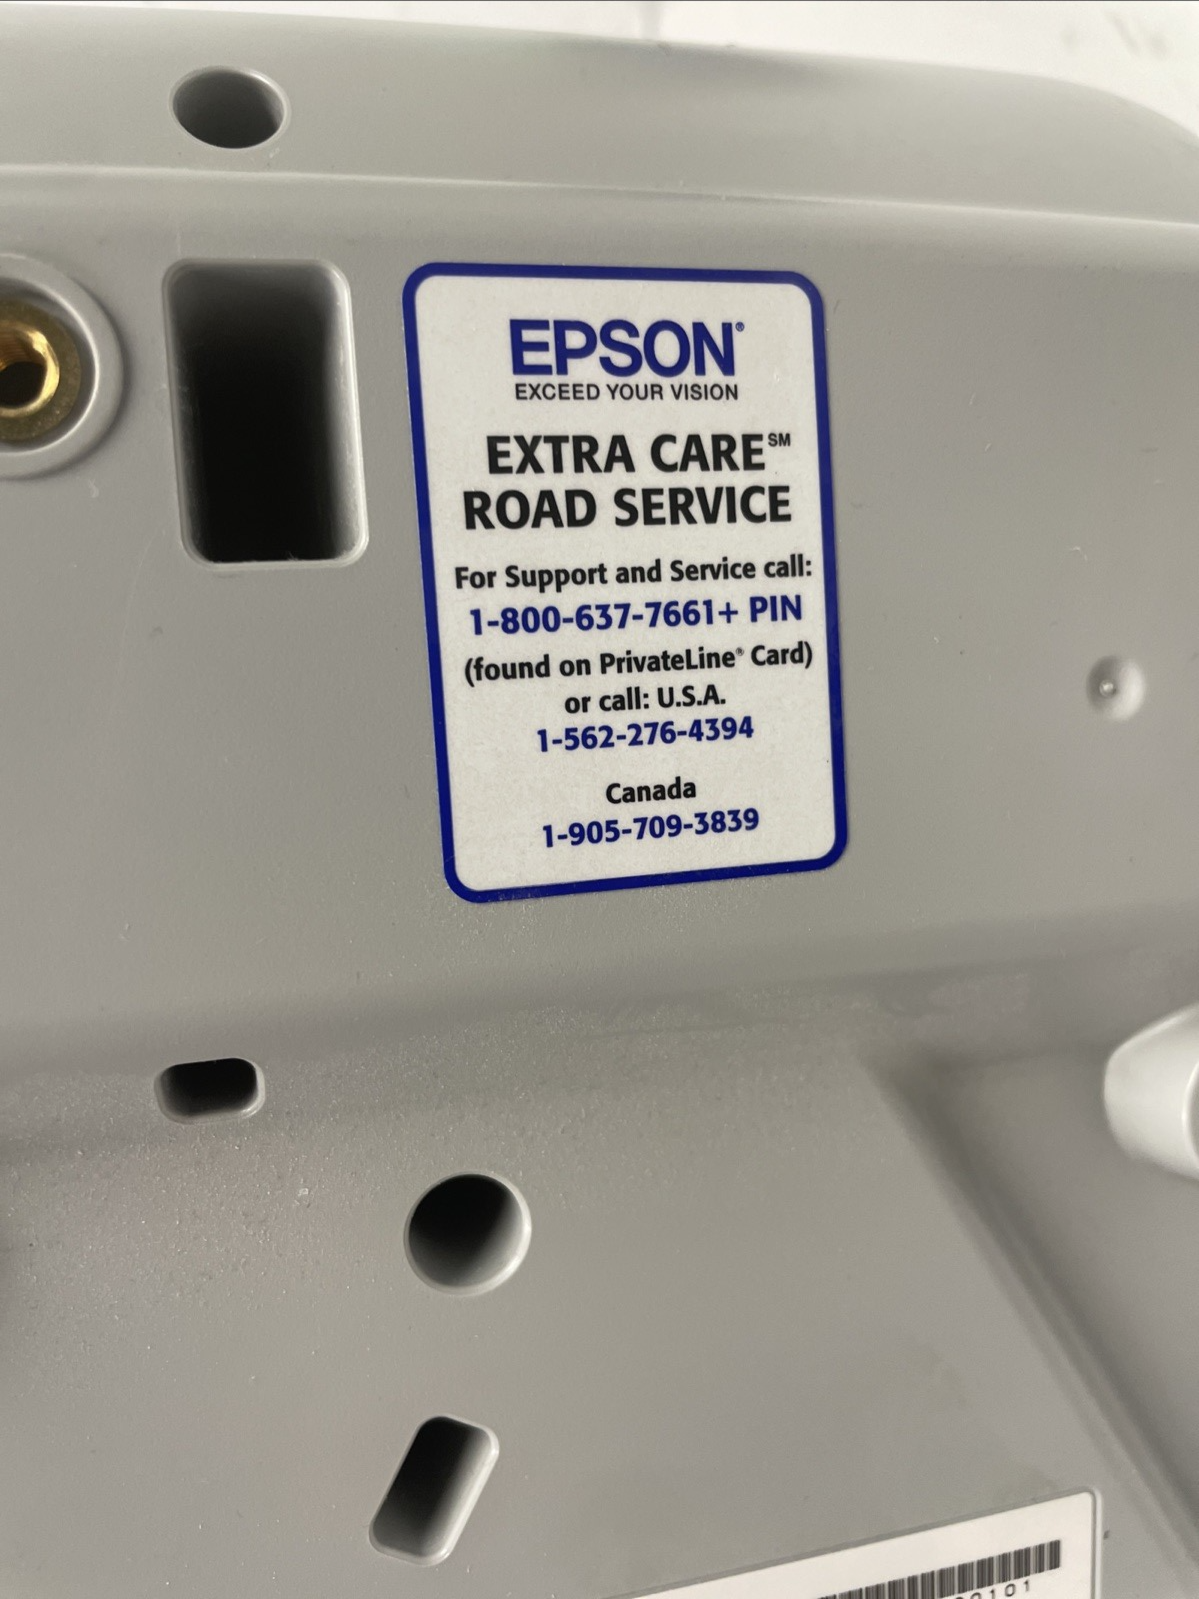 EPSON®
EXCEED YOUR VISION
EXTRA CARE℠
ROAD SERVICE
For Support and Service call:
1-800-637-7661+ PIN
(found on PrivateLine® Card)
or call: U.S.A.
1-562-276-4394
Canada
1-905-709-3839
0101